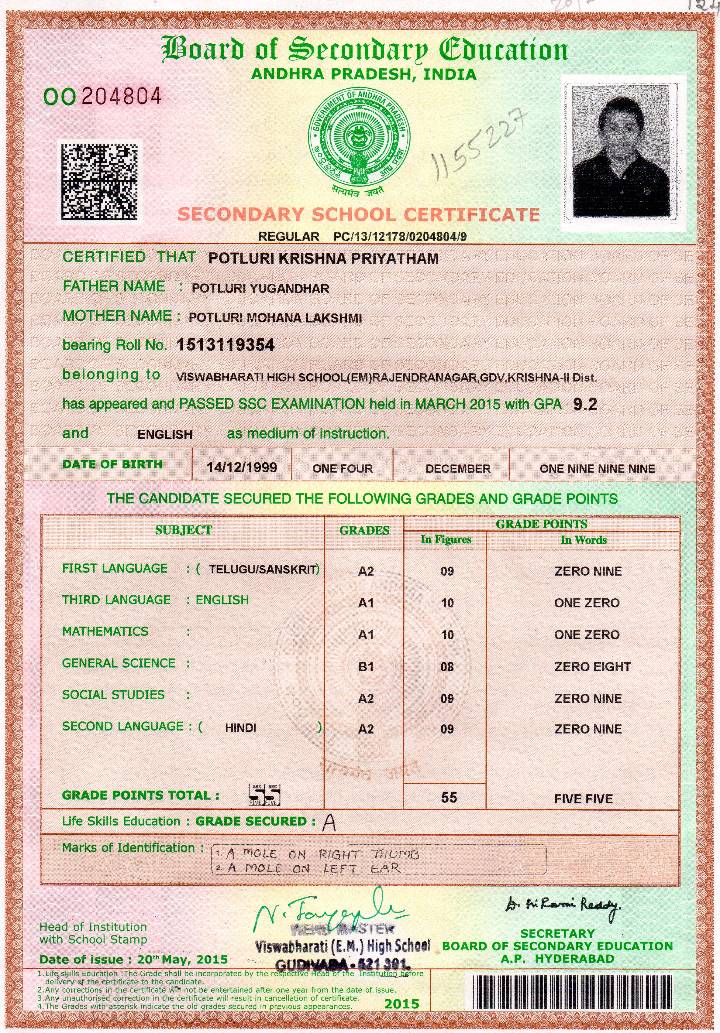 Board of Secondary Education
ANDHRA PRADESH, INDIA
OO 204804
GOVERNMENT OF ANDHRA PRADESH
सत्यमेव जयते
1155227
SECONDARY SCHOOL CERTIFICATE
REGULAR PC/13/12178/0204804/9
CERTIFIED THAT POTLURI KRISHNA PRIYATHAM
FATHER NAME : POTLURI YUGANDHAR
MOTHER NAME : POTLURI MOHANA LAKSHMI
bearing Roll No. 1513119354
belonging to VISWABHARATI HIGH SCHOOL(EM)RAJENDRANAGAR,GDV,KRISHNA-II Dist.
has appeared and PASSED SSC EXAMINATION held in MARCH 2015 with GPA 9.2
and ENGLISH as medium of instruction.
DATE OF BIRTH 14/12/1999 ONE FOUR DECEMBER ONE NINE NINE NINE
THE CANDIDATE SECURED THE FOLLOWING GRADES AND GRADE POINTS
SUBJECT GRADES GRADE POINTS
In Figures In Words
FIRST LANGUAGE : ( TELUGU/SANSKRIT) A2 09 ZERO NINE
THIRD LANGUAGE : ENGLISH A1 10 ONE ZERO
MATHEMATICS : A1 10 ONE ZERO
GENERAL SCIENCE : B1 08 ZERO EIGHT
SOCIAL STUDIES : A2 09 ZERO NINE
SECOND LANGUAGE : ( HINDI ) A2 09 ZERO NINE
GRADE POINTS TOTAL : 55 55 FIVE FIVE
Life Skills Education : GRADE SECURED : A
Marks of Identification : 1. A MOLE ON RIGHT THUMB
2 A MOLE ON LEFT EAR
Head of Institution
with School Stamp
HEAD MASTER
Viswabharati (E.M.) High School
GUDIVADA - 521 301.
D. Sri Rami Reddy.
SECRETARY
BOARD OF SECONDARY EDUCATION
A.P. HYDERABAD
Date of issue : 20th May, 2015
1. Life skills education :The Grade shall be incorporated by the respective Head of the Institution before
delivery of the certificate to the candidate.
2. Any corrections in the certificate will not be entertained after one year from the date of issue.
3. Any unauthorised correction in the certificate will result in cancellation of certificate.
4. The Grades with asterisk indicate the old grades secured in previous appearances.
2015